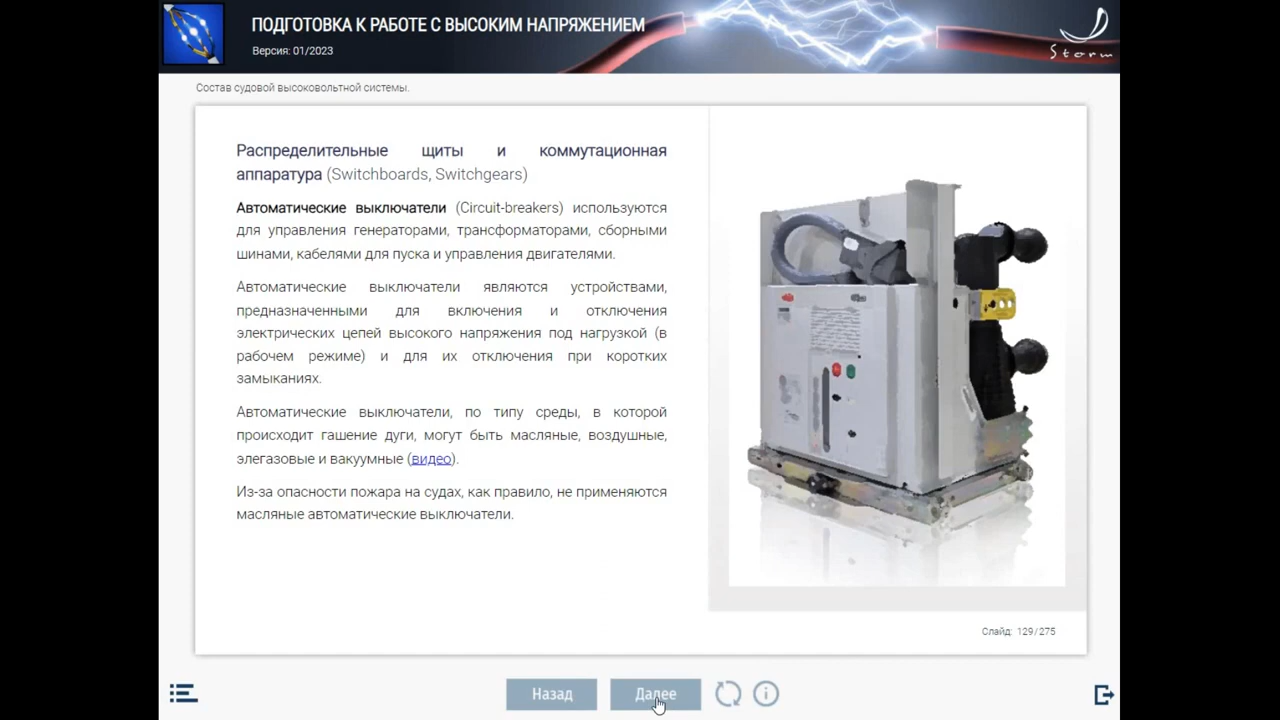 ПОДГОТОВКА К РАБОТЕ С ВЫСОКИМ НАПРЯЖЕНИЕМ
Версия: 01/2023
Storm
Состав судовой высоковольтной системы.
Распределительные щиты и коммутационная
аппаратура (Switchboards, Switchgears)
Автоматические выключатели (Circuit-breakers) используются
для управления генераторами, трансформаторами, сборными
шинами, кабелями для пуска и управления двигателями.
Автоматические выключатели являются устройствами,
предназначенными для включения и отключения
электрических цепей высокого напряжения под нагрузкой (в
рабочем режиме) и для их отключения при коротких
замыканиях.
Автоматические выключатели, по типу среды, в которой
происходит гашение дуги, могут быть масляные, воздушные,
элегазовые и вакуумные (видео).
Из-за опасности пожара на судах, как правило, не применяются
масляные автоматические выключатели.
Слайд: 129/275
Назад
Далее